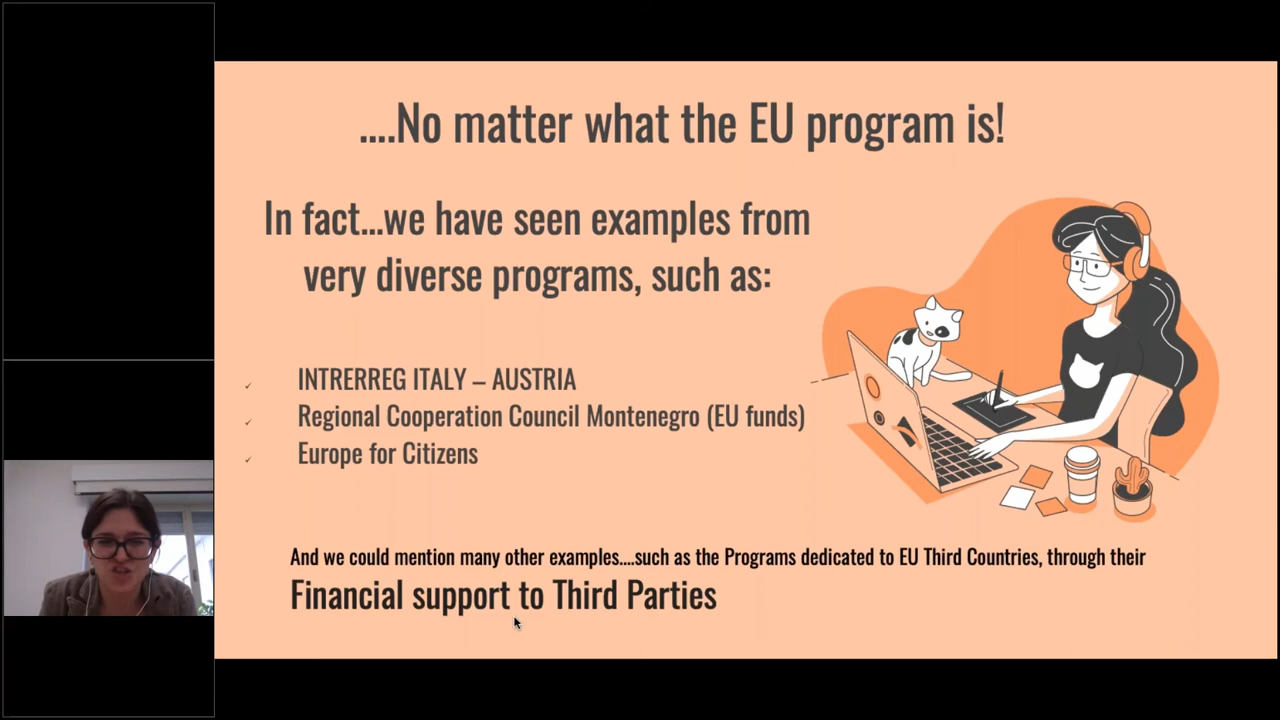 ....No matter what the EU program is!
In fact...we have seen examples from
very diverse programs, such as:
INTRERREG ITALY – AUSTRIA
Regional Cooperation Council Montenegro (EU funds)
Europe for Citizens
And we could mention many other examples....such as the Programs dedicated to EU Third Countries, through their
Financial support to Third Parties